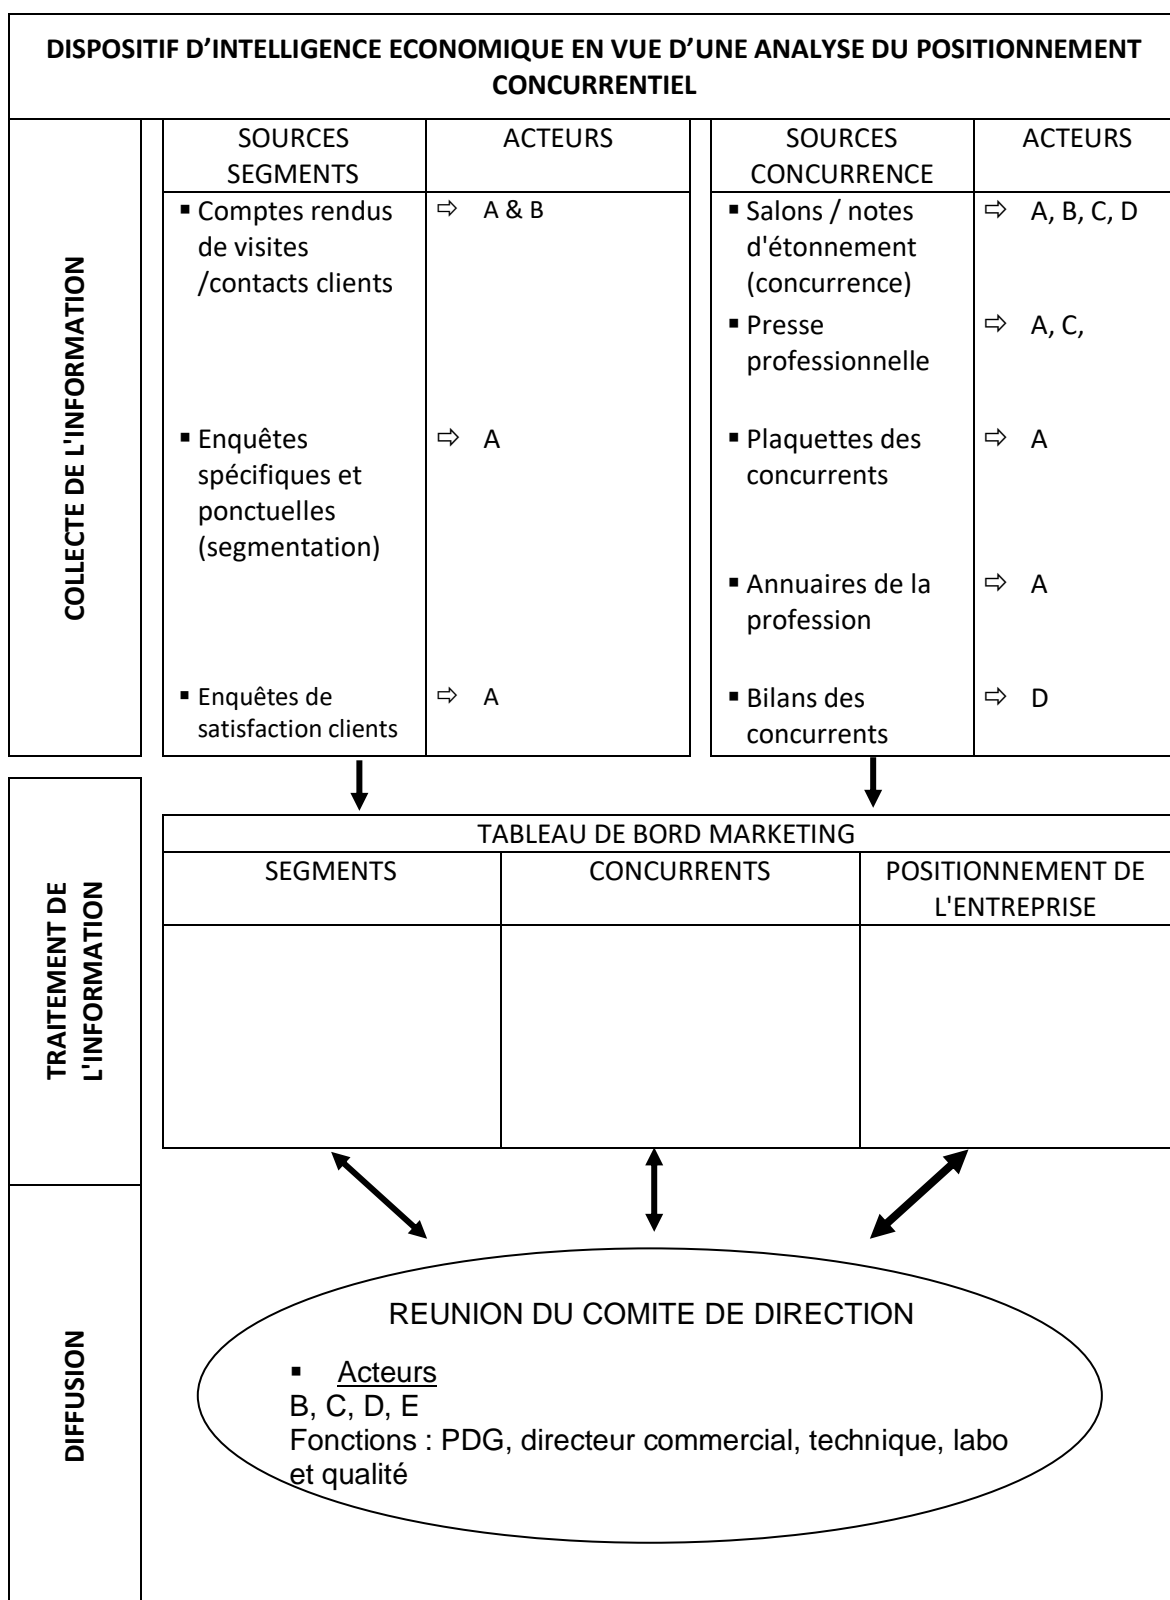 DISPOSITIF D’INTELLIGENCE ECONOMIQUE EN VUE D’UNE ANALYSE DU POSITIONNEMENT
CONCURRENTIEL
COLLECTE DE L'INFORMATION
SOURCES
SEGMENTS
ACTEURS
▪ Comptes rendus
de visites
/contacts clients
⇨ A & B
▪ Enquêtes
spécifiques et
ponctuelles
(segmentation)
⇨ A
▪ Enquêtes de
satisfaction clients
⇨ A
SOURCES
CONCURRENCE
ACTEURS
▪ Salons / notes
d'étonnement
(concurrence)
⇨ A, B, C, D
▪ Presse
professionnelle
⇨ A, C,
▪ Plaquettes des
concurrents
⇨ A
▪ Annuaires de la
profession
⇨ A
▪ Bilans des
concurrents
⇨ D
TRAITEMENT DE
L'INFORMATION
TABLEAU DE BORD MARKETING
SEGMENTS
CONCURRENTS
POSITIONNEMENT DE
L'ENTREPRISE
DIFFUSION
REUNION DU COMITE DE DIRECTION
▪ Acteurs
B, C, D, E
Fonctions : PDG, directeur commercial, technique, labo
et qualité